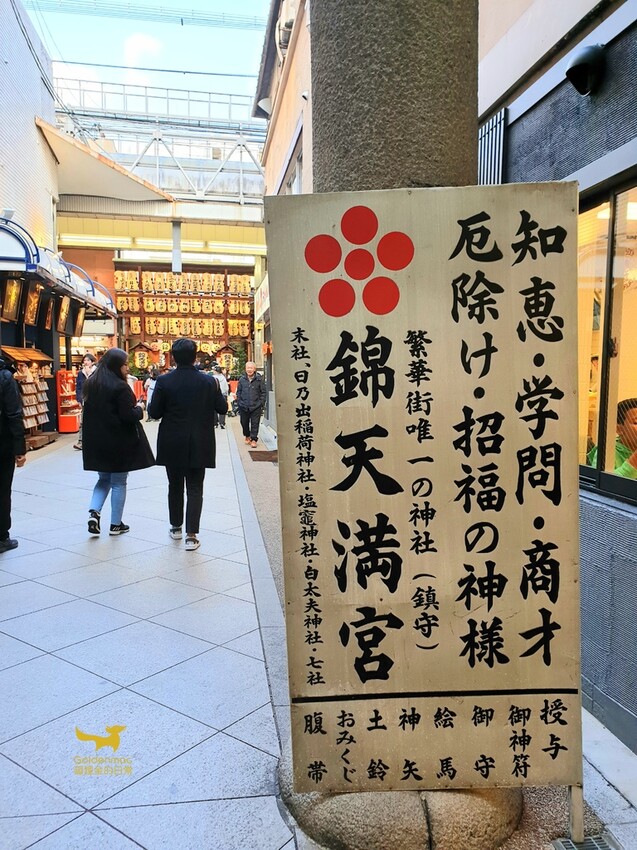 知恵・学問・商才
厄除け・招福の神様
繁華街唯一の神社（鎮守）
錦天満宮
末社、日乃出稲荷神社・塩竈神社・白太夫神社・七社
授与
御神符
御守
絵馬
神矢
土鈴
おみくじ
腹帯
Goldenmac